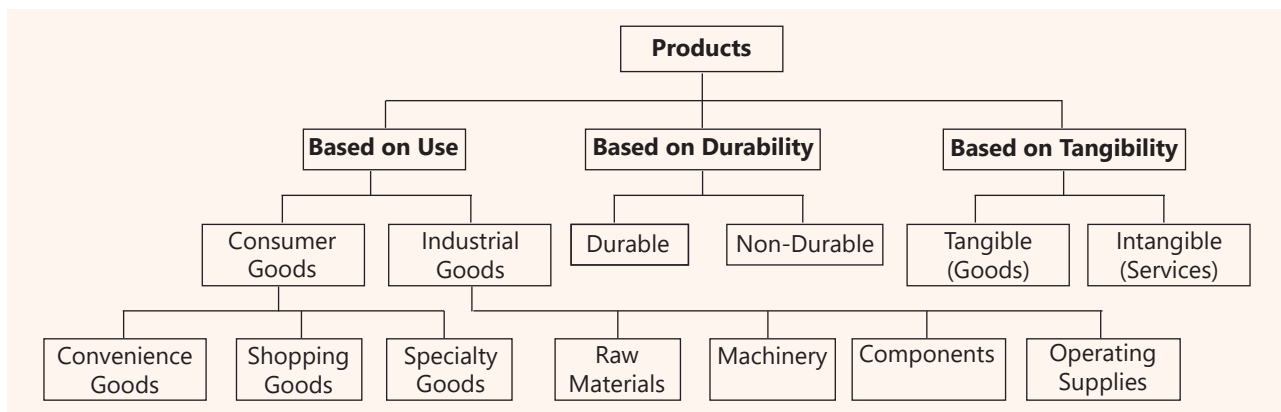 Products
Based on Use
Based on Durability
Based on Tangibility
Consumer
Goods
Industrial
Goods
Durable
Non-Durable
Tangible
(Goods)
Intangible
(Services)
Convenience
Goods
Shopping
Goods
Specialty
Goods
Raw
Materials
Machinery
Components
Operating
Supplies